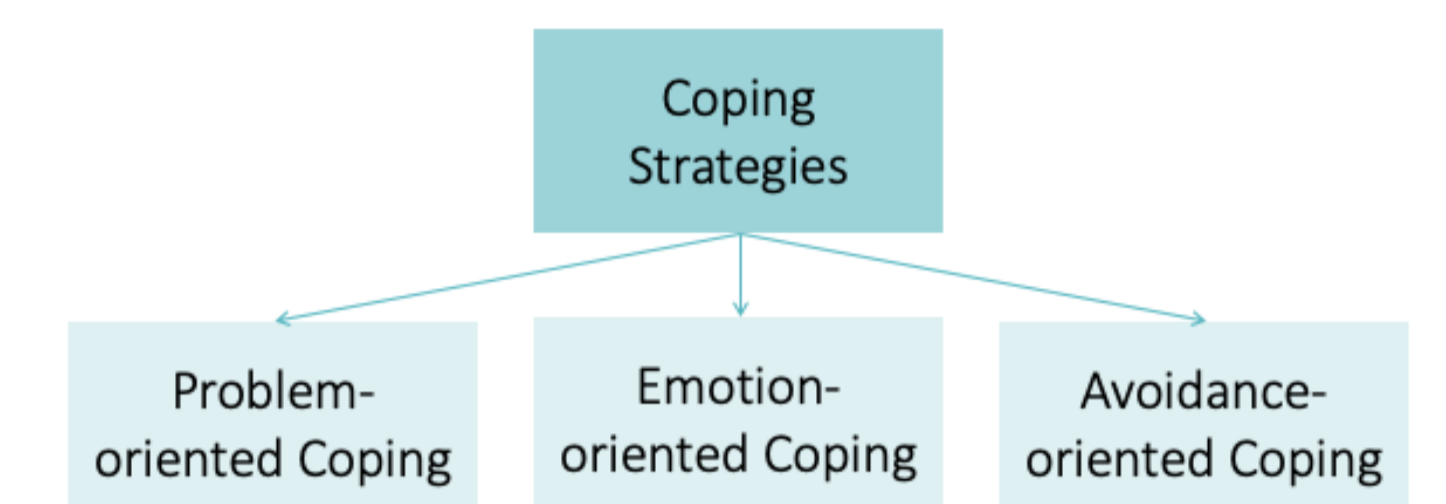 Coping
Strategies
Problem-
oriented Coping
Emotion-
oriented Coping
Avoidance-
oriented Coping